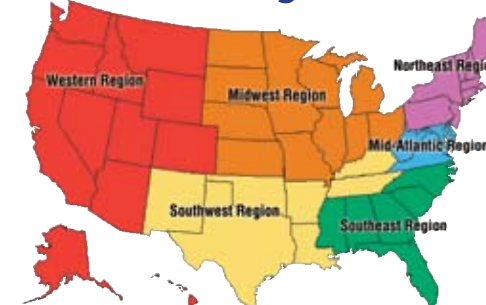 Northeast Regi
Western Region
Midwest Region
Mid-Atlantic Region
Southwest Region
Southeast Region